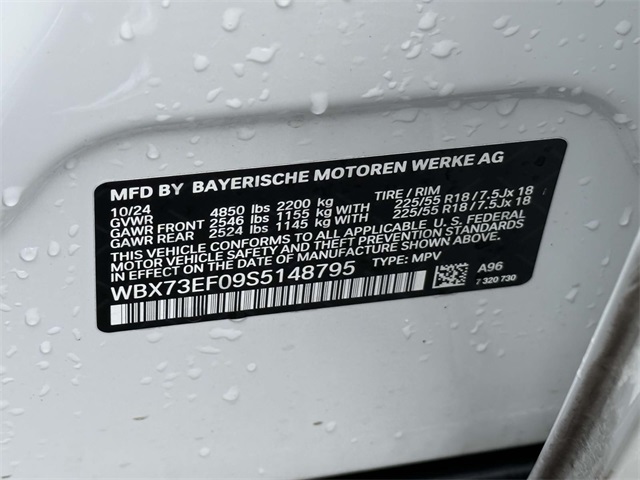 MFD BY BAYERISCHE MOTOREN WERKE AG
10/24 TIRE / RIM
GVWR 4850 lbs 2200 kg
GAWR FRONT 2546 lbs 1155 kg WITH 225/55 R18 / 7.5Jx 18
GAWR REAR 2524 lbs 1145 kg WITH 225/55 R18 / 7.5Jx 18
THIS VEHICLE CONFORMS TO ALL APPLICABLE U.S. FEDERAL
MOTOR VEHICLE SAFETY AND THEFT PREVENTION STANDARDS
IN EFFECT ON THE DATE OF MANUFACTURE SHOWN ABOVE.
WBX73EF09S5148795 TYPE: MPV
A96
7 320 730